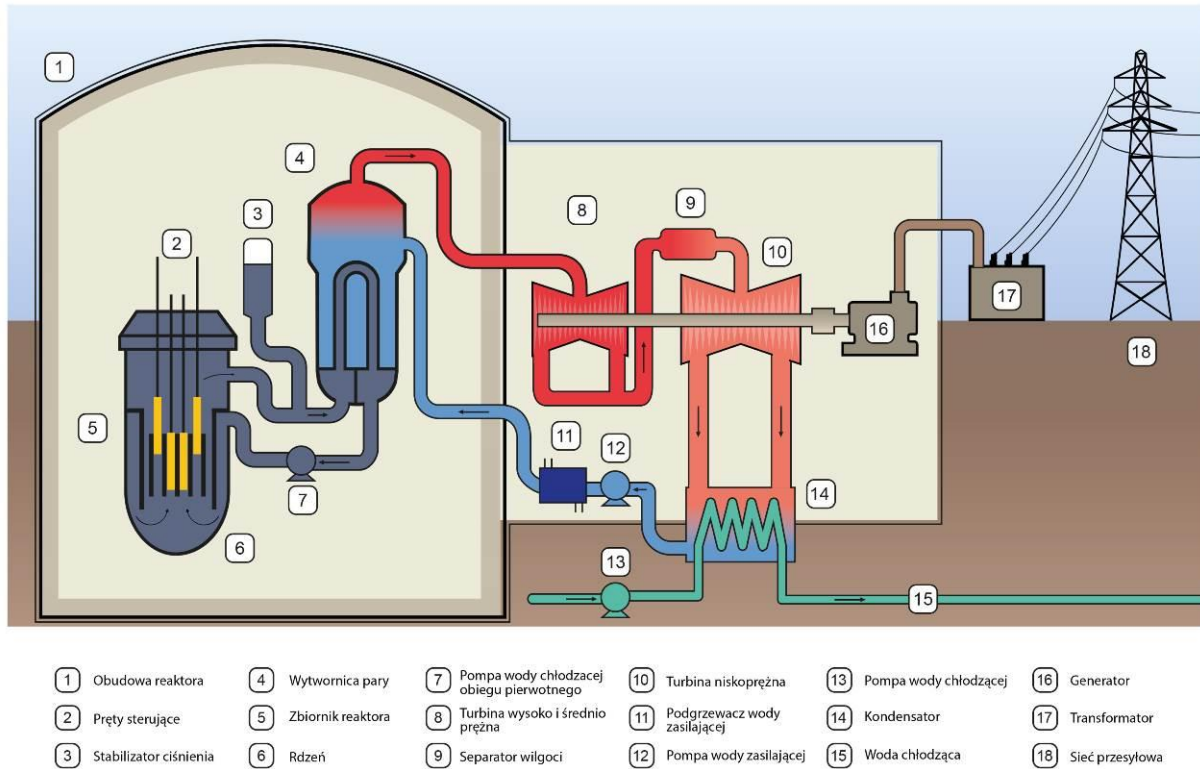 1
4
3
2
8
9
10
17
16
18
5
11
12
7
14
6
13
15
1 Obudowa reaktora
2 Pręty sterujące
3 Stabilizator ciśnienia
4 Wytwornica pary
5 Zbiornik reaktora
6 Rdzeń
7 Pompa wody chłodzacej
obiegu pierwotnego
8 Turbina wysoko i średnio
prężna
9 Separator wilgoci
10 Turbina niskoprężna
11 Podgrzewacz wody
zasilającej
12 Pompa wody zasilającej
13 Pompa wody chłodzącej
14 Kondensator
15 Woda chłodząca
16 Generator
17 Transformator
18 Sieć przesyłowa